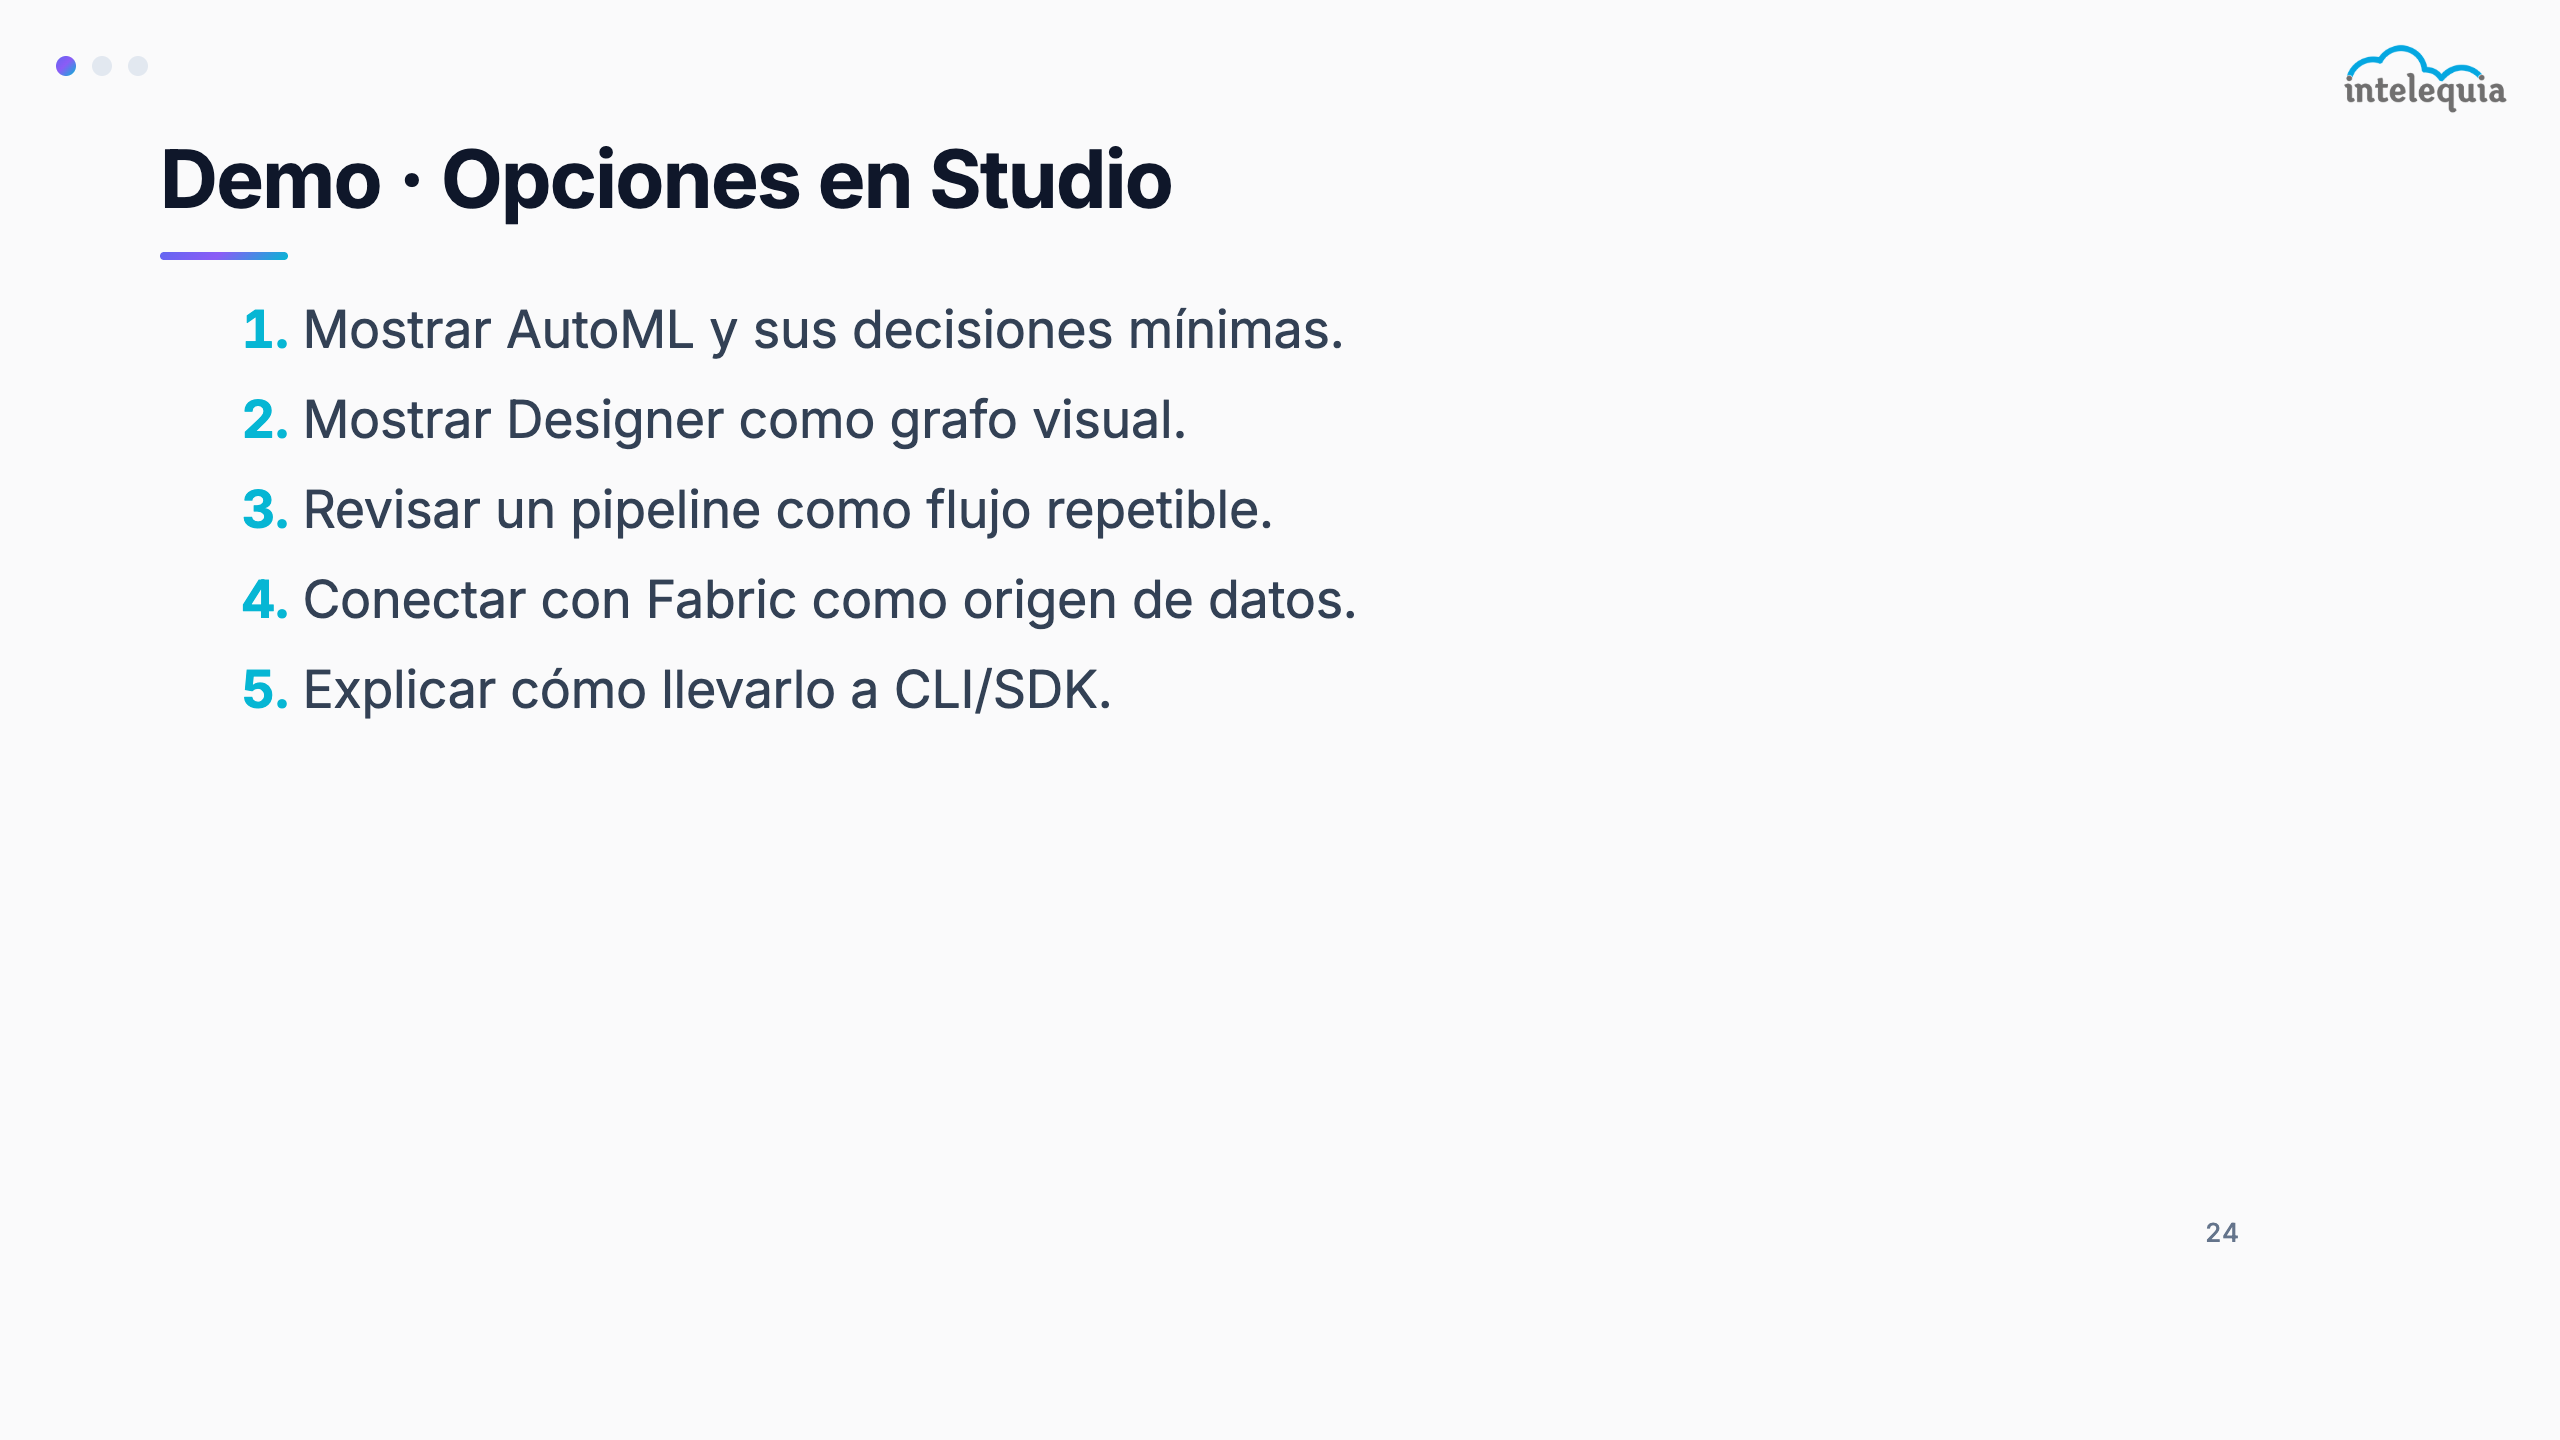 intelequia
Demo · Opciones en Studio
1. Mostrar AutoML y sus decisiones mínimas.
2. Mostrar Designer como grafo visual.
3. Revisar un pipeline como flujo repetible.
4. Conectar con Fabric como origen de datos.
5. Explicar cómo llevarlo a CLI/SDK.
24